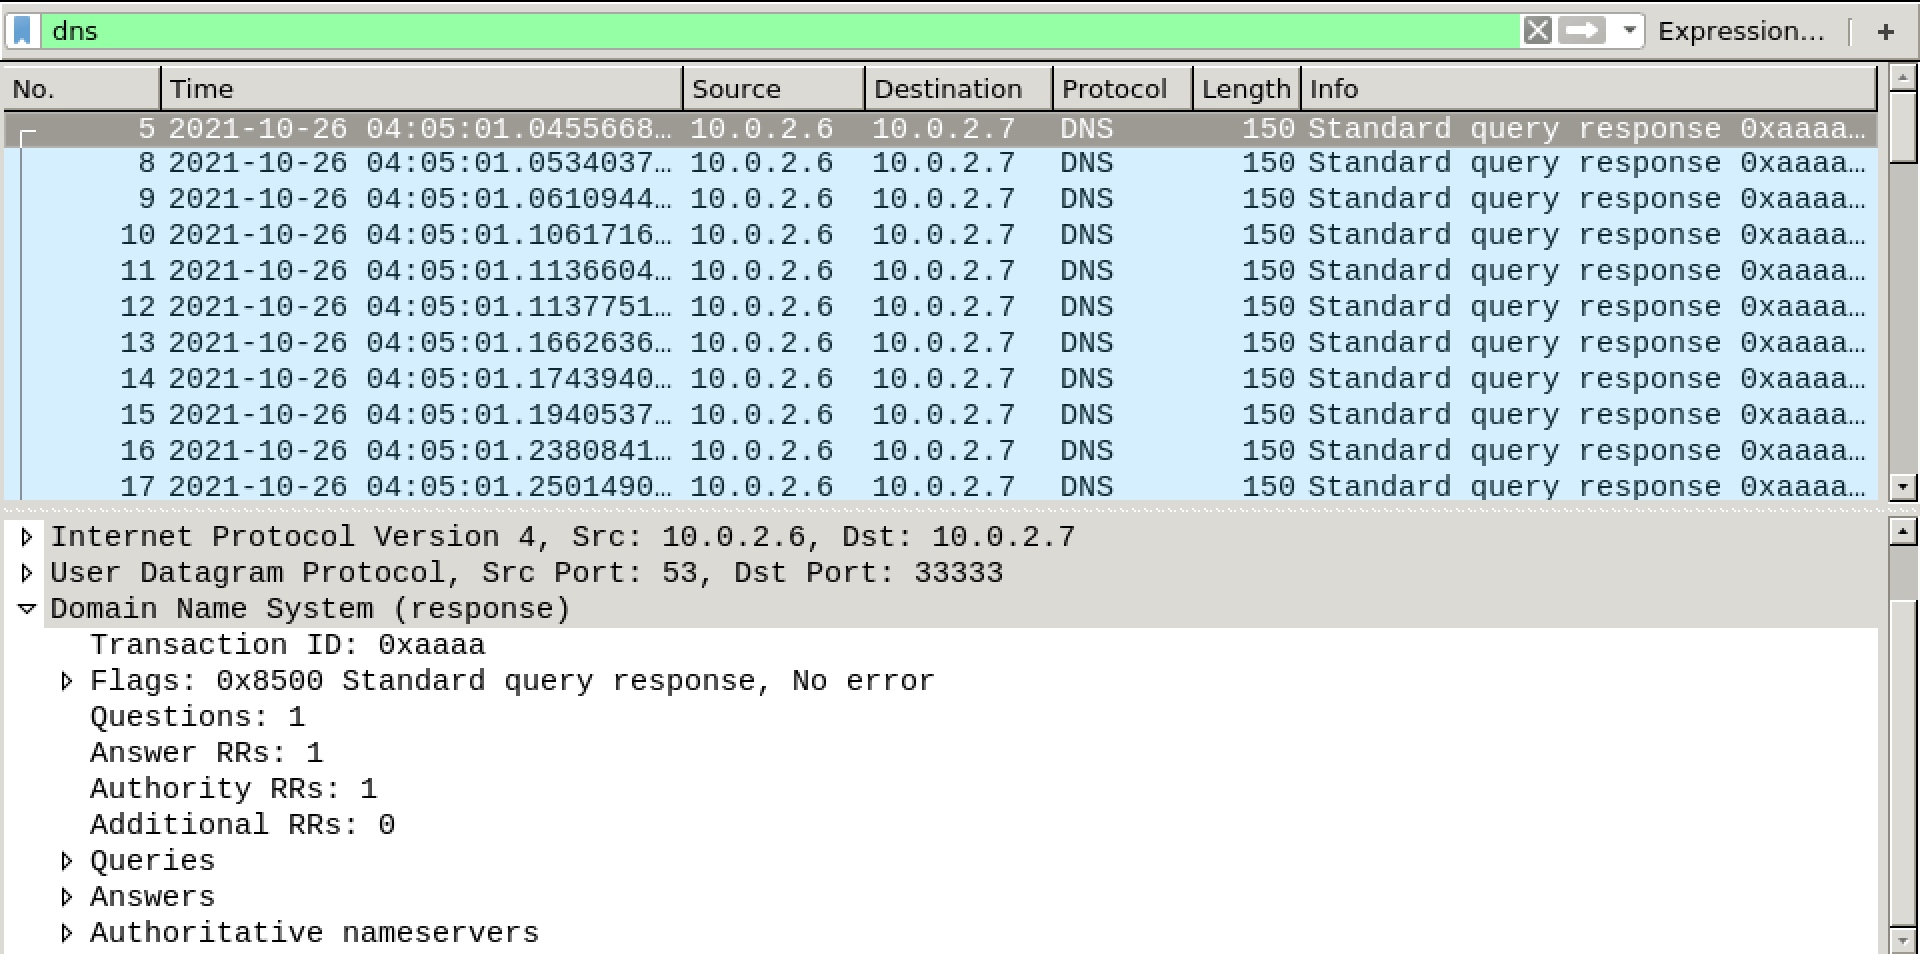 dns Expression… +
No. Time Source Destination Protocol Length Info
5 2021-10-26 04:05:01.0455668… 10.0.2.6 10.0.2.7 DNS 150 Standard query response 0xaaaa…
8 2021-10-26 04:05:01.0534037… 10.0.2.6 10.0.2.7 DNS 150 Standard query response 0xaaaa…
9 2021-10-26 04:05:01.0610944… 10.0.2.6 10.0.2.7 DNS 150 Standard query response 0xaaaa…
10 2021-10-26 04:05:01.1061716… 10.0.2.6 10.0.2.7 DNS 150 Standard query response 0xaaaa…
11 2021-10-26 04:05:01.1136604… 10.0.2.6 10.0.2.7 DNS 150 Standard query response 0xaaaa…
12 2021-10-26 04:05:01.1137751… 10.0.2.6 10.0.2.7 DNS 150 Standard query response 0xaaaa…
13 2021-10-26 04:05:01.1662636… 10.0.2.6 10.0.2.7 DNS 150 Standard query response 0xaaaa…
14 2021-10-26 04:05:01.1743940… 10.0.2.6 10.0.2.7 DNS 150 Standard query response 0xaaaa…
15 2021-10-26 04:05:01.1940537… 10.0.2.6 10.0.2.7 DNS 150 Standard query response 0xaaaa…
16 2021-10-26 04:05:01.2380841… 10.0.2.6 10.0.2.7 DNS 150 Standard query response 0xaaaa…
17 2021-10-26 04:05:01.2501490… 10.0.2.6 10.0.2.7 DNS 150 Standard query response 0xaaaa…
Internet Protocol Version 4, Src: 10.0.2.6, Dst: 10.0.2.7
User Datagram Protocol, Src Port: 53, Dst Port: 33333
Domain Name System (response)
Transaction ID: 0xaaaa
Flags: 0x8500 Standard query response, No error
Questions: 1
Answer RRs: 1
Authority RRs: 1
Additional RRs: 0
Queries
Answers
Authoritative nameservers